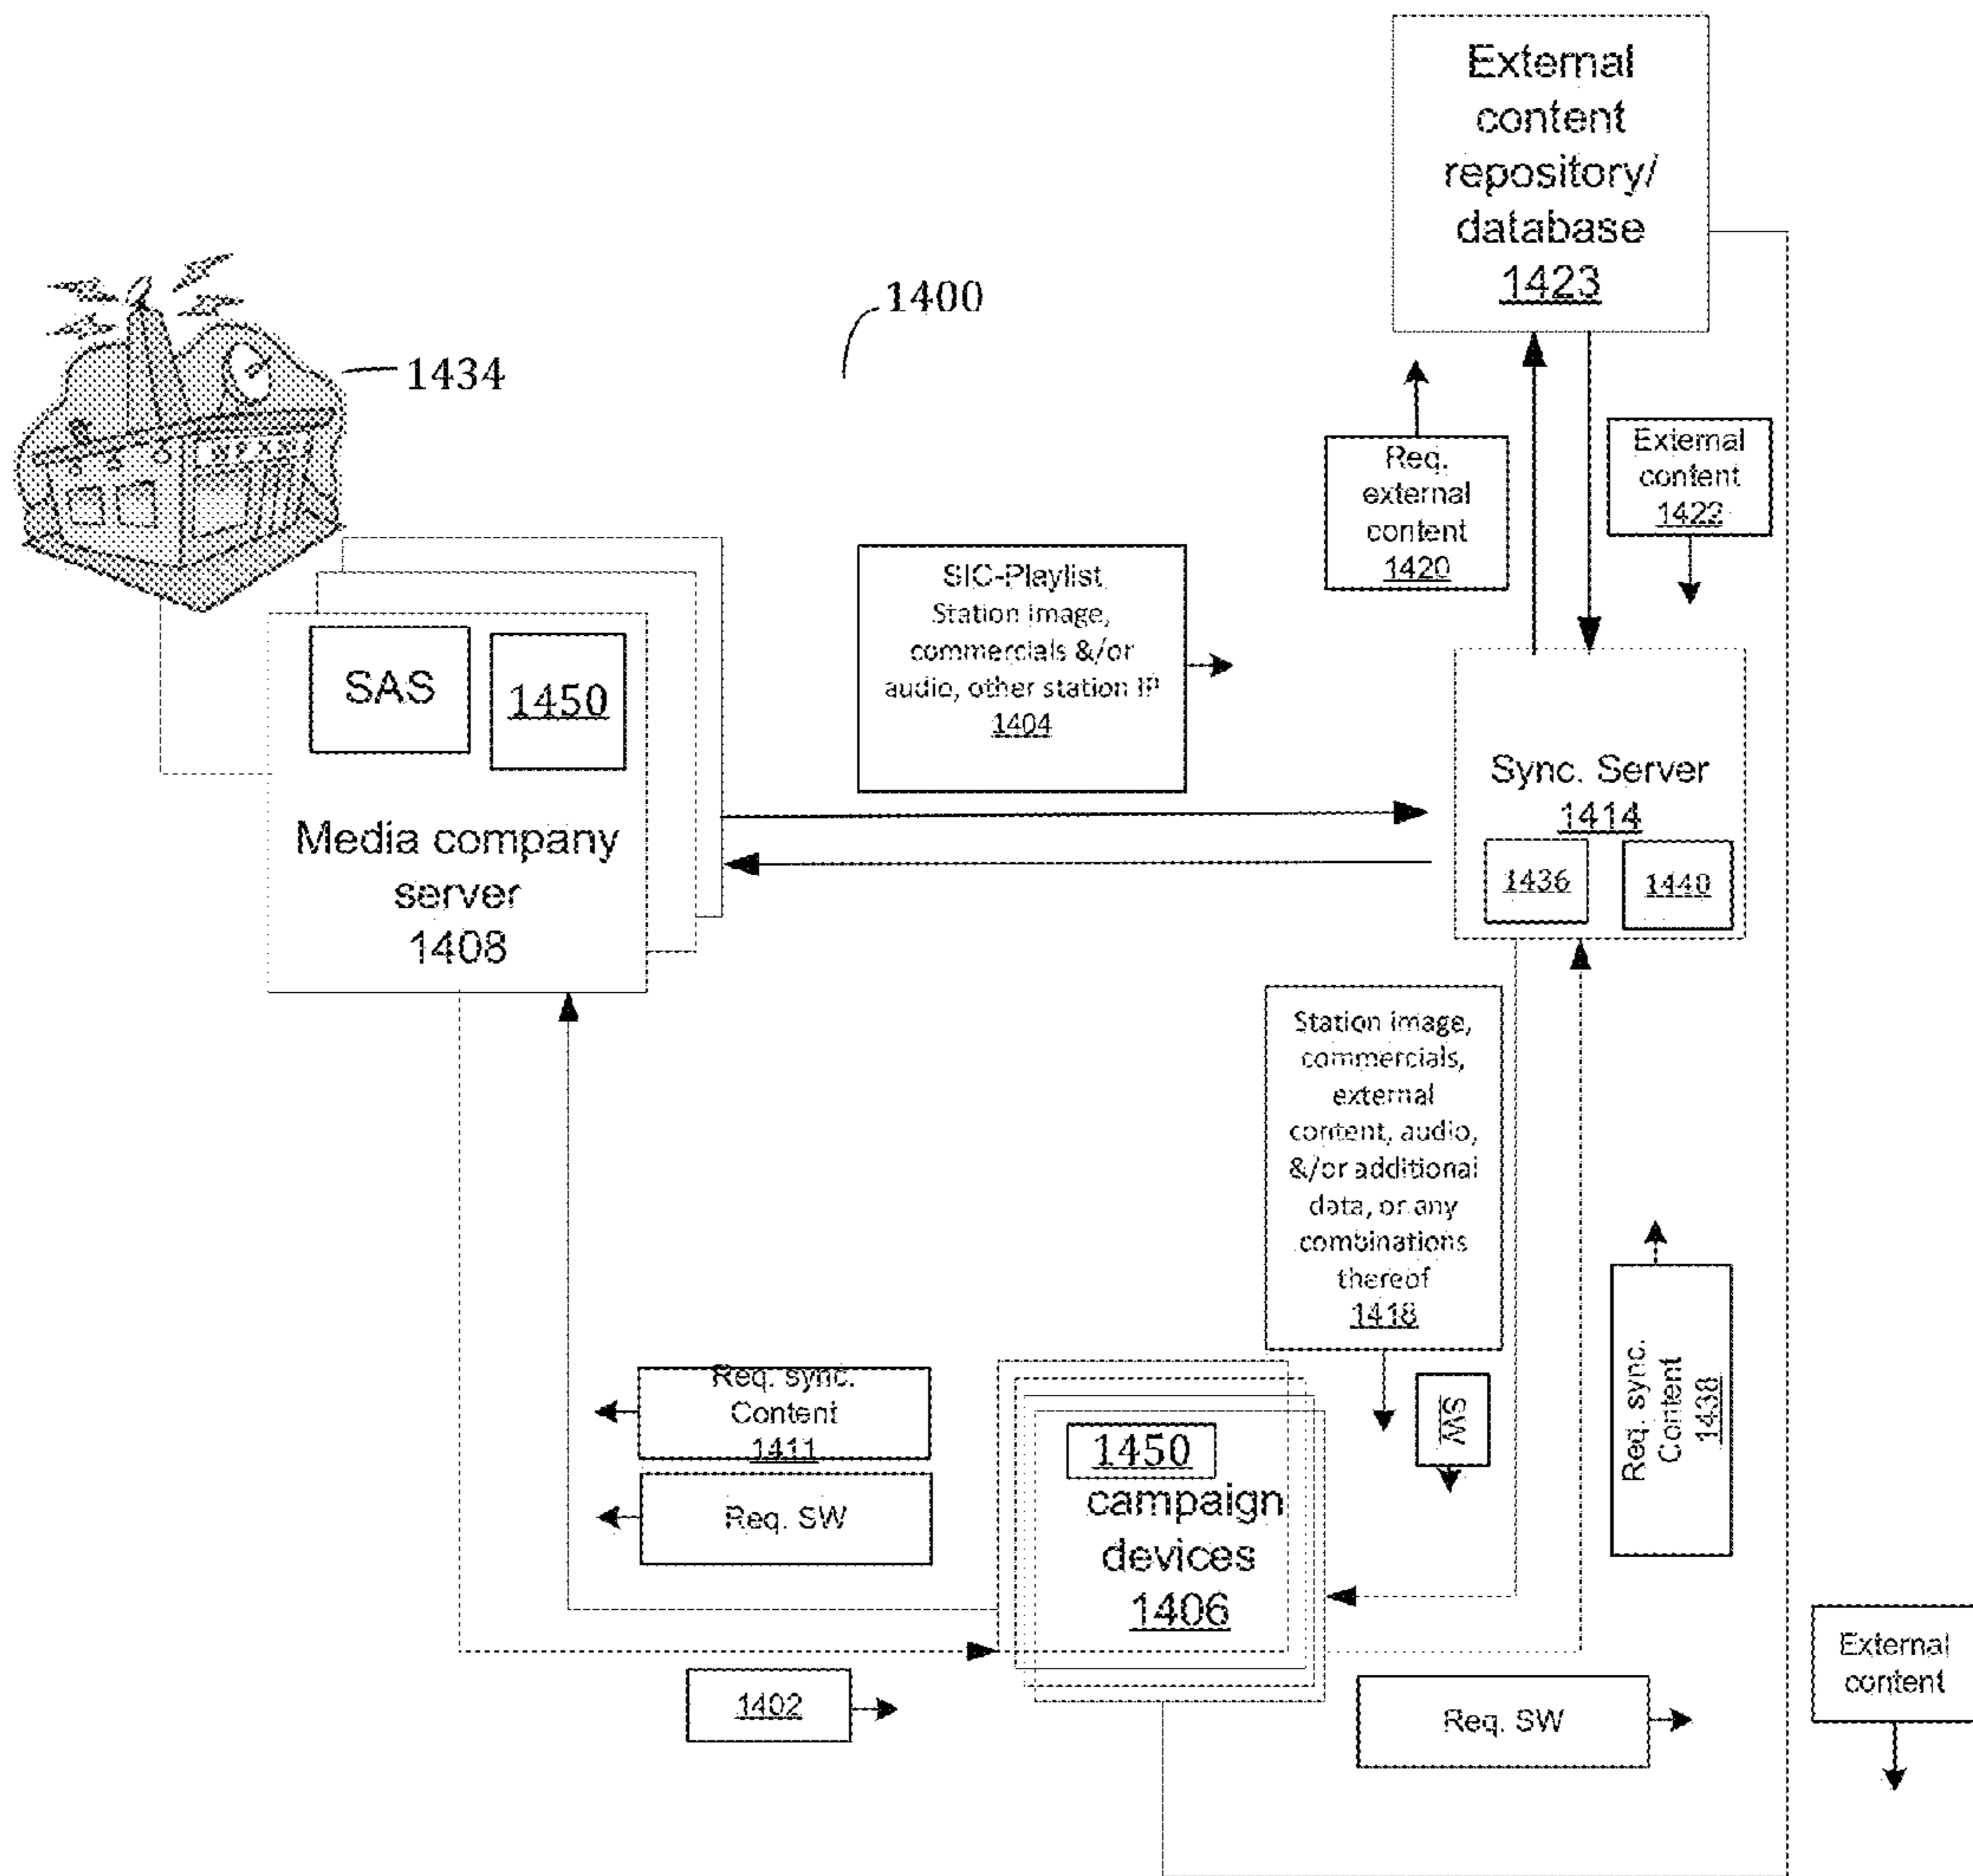 External
content
repository/
database
1423
1400
1434
Req.
external
content
1420
External
content
1422
SIC-Playlist
Station image,
commercials &/or
audio, other station IP
1404
SAS
1450
Media company
server
1408
Sync. Server
1414
1436
1440
Station image,
commercials,
external
content, audio,
&/or additional
data, or any
combinations
thereof
1418
SW
Req. sync.
Content
1438
Req. sync.
Content
1411
Req. SW
1450
campaign
devices
1406
1402
Req. SW
External
content